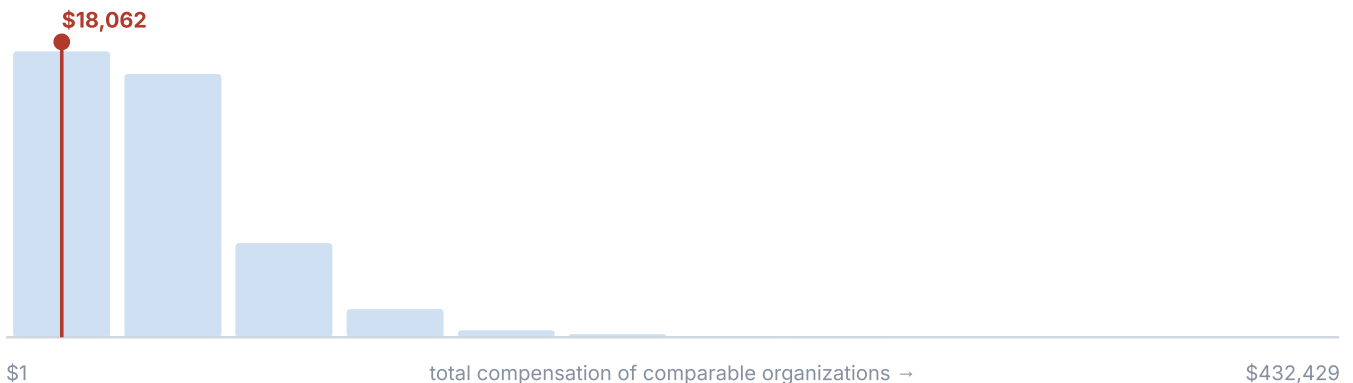 $18,062
$1 total compensation of comparable organizations → $432,429